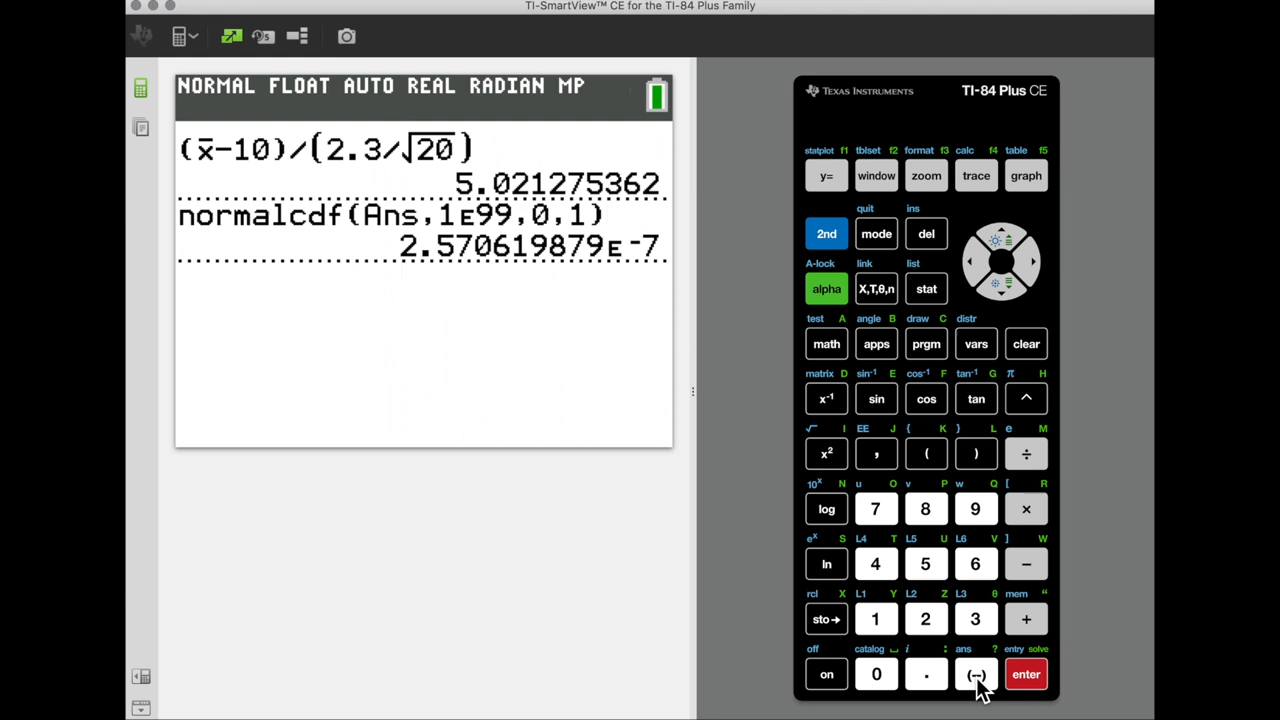 TI-SmartView™ CE for the TI-84 Plus Family
NORMAL FLOAT AUTO REAL RADIAN MP
(x̄-10)/(2.3/√20)
5.021275362
normalcdf(Ans,1ᴇ99,0,1)
2.570619879ᴇ-7
TEXAS INSTRUMENTS TI-84 Plus CE
statplot f1 tblset f2 format f3 calc f4 table f5
y= window zoom trace graph
quit ins
2nd mode del
A-lock link list
alpha X,T,θ,n stat
test A angle B draw C distr
math apps prgm vars clear
matrix D sin⁻¹ E cos⁻¹ F tan⁻¹ G π H
x⁻¹ sin cos tan ^
√ I EE J { K } L e M
x² , ( ) ÷
10ˣ N u O v P w Q [ R
log 7 8 9 ×
eˣ S L4 T L5 U L6 V ] W
ln 4 5 6 −
rcl X L1 Y L2 Z L3 θ mem “
sto→ 1 2 3 +
off catalog ␣ i : ans ? entry solve
on 0 . (−) enter